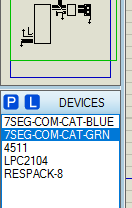 P L DEVICES
7SEG-COM-CAT-BLUE
7SEG-COM-CAT-GRN
4511
LPC2104
RESPACK-8